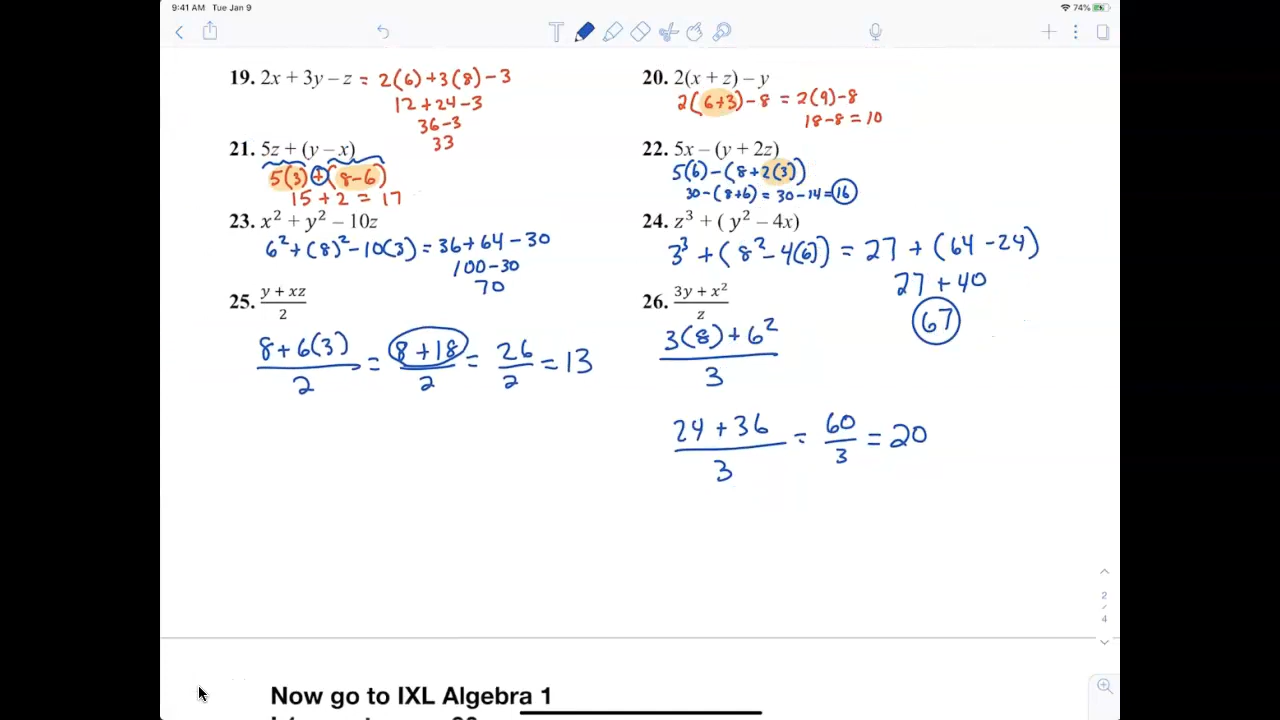 9:41 AM Tue Jan 9
74%
19. 2x + 3y − z = 2(6)+3(8)−3
12+24−3
36−3
33
20. 2(x + z) − y
2(6+3)−8 = 2(9)−8
18−8=10
21. 5z + (y − x)
5(3)+(8−6)
15+2 = 17
22. 5x − (y + 2z)
5(6)−(8+2(3))
30−(8+6) = 30−14=16
23. x² + y² − 10z
6²+(8)²−10(3)=36+64−30
100−30
70
24. z³ + ( y² − 4x)
3³+(8²−4(6)) = 27+(64−24)
27+40
67
25. y + xz
2
8+6(3) = 8+18 = 26 = 13
2 2 2
26. 3y + x²
z
3(8)+6²
3
24+36 = 60 = 20
3 3
2
/
4
Now go to IXL Algebra 1